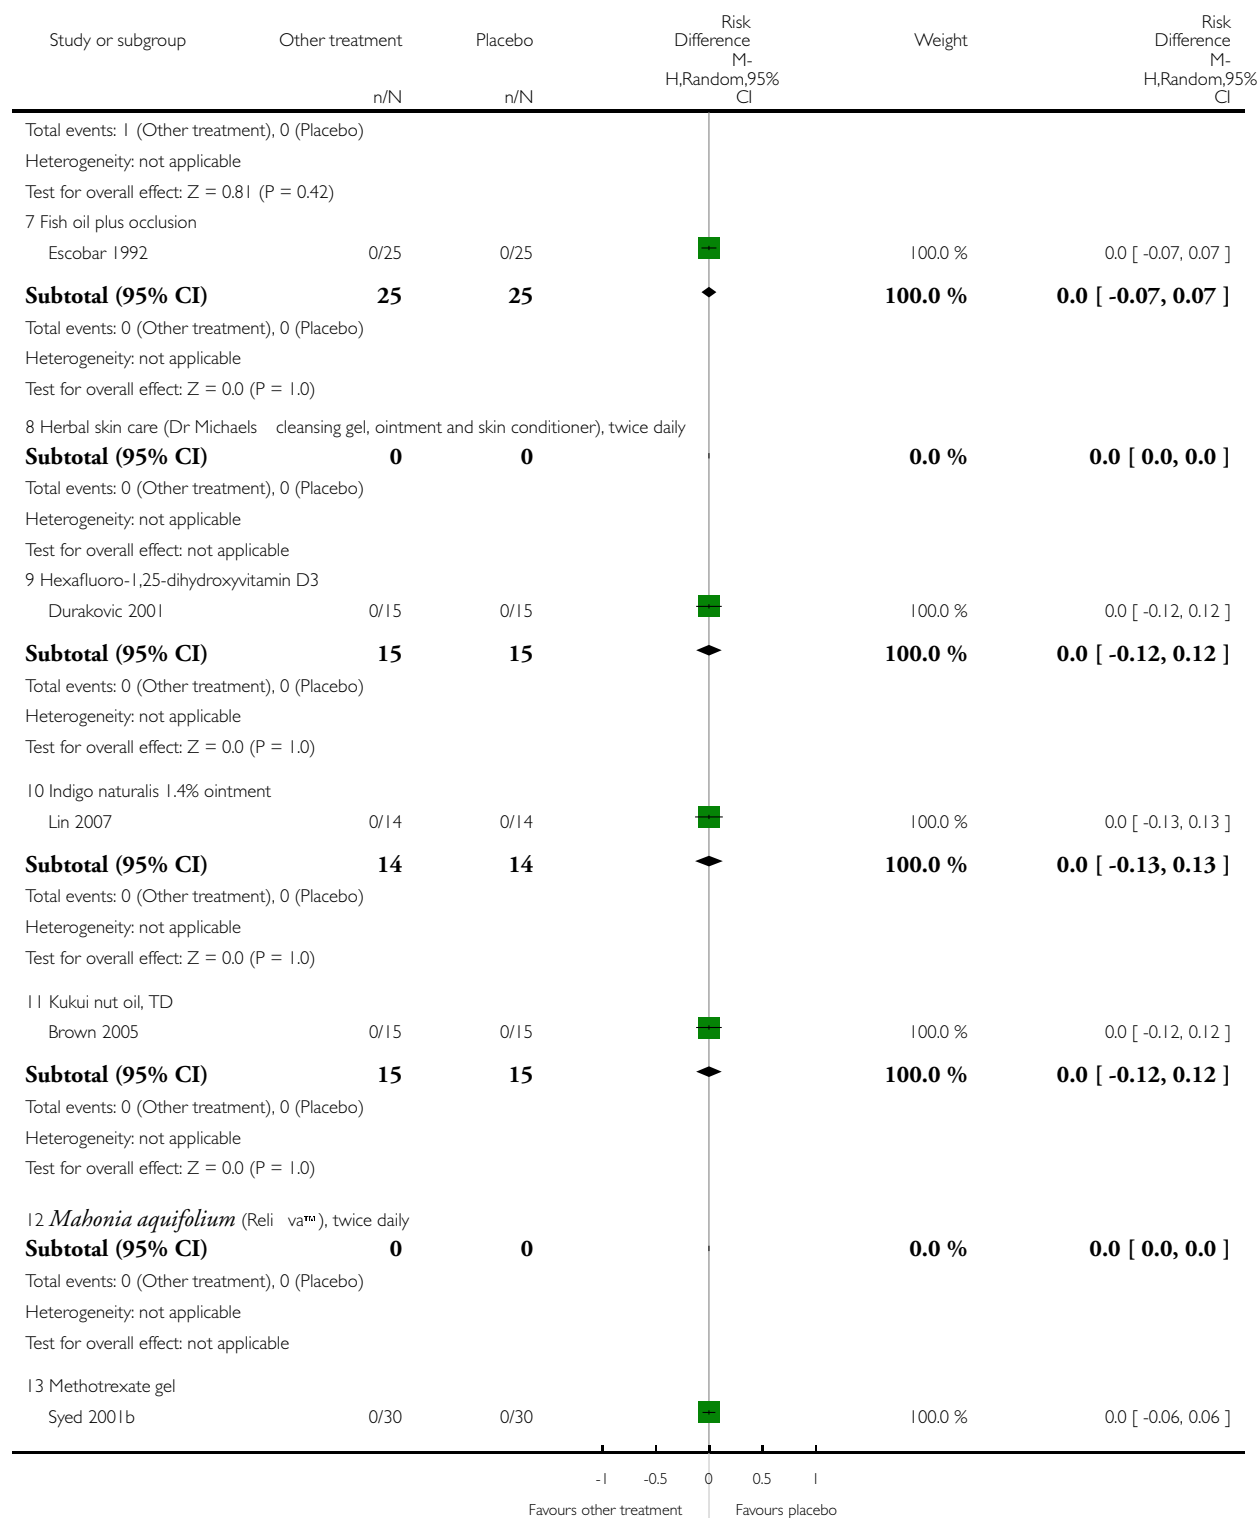 Study or subgroup Other treatment Placebo Risk Difference Weight Risk Difference
n/N n/N M-H,Random,95% CI M-H,Random,95% CI
Total events: 1 (Other treatment), 0 (Placebo)
Heterogeneity: not applicable
Test for overall effect: Z = 0.81 (P = 0.42)
7 Fish oil plus occlusion
Escobar 1992 0/25 0/25 100.0 % 0.0 [ -0.07, 0.07 ]
Subtotal (95% CI) 25 25 100.0 % 0.0 [ -0.07, 0.07 ]
Total events: 0 (Other treatment), 0 (Placebo)
Heterogeneity: not applicable
Test for overall effect: Z = 0.0 (P = 1.0)
8 Herbal skin care (Dr Michaels cleansing gel, ointment and skin conditioner), twice daily
Subtotal (95% CI) 0 0 0.0 % 0.0 [ 0.0, 0.0 ]
Total events: 0 (Other treatment), 0 (Placebo)
Heterogeneity: not applicable
Test for overall effect: not applicable
9 Hexafluoro-1,25-dihydroxyvitamin D3
Durakovic 2001 0/15 0/15 100.0 % 0.0 [ -0.12, 0.12 ]
Subtotal (95% CI) 15 15 100.0 % 0.0 [ -0.12, 0.12 ]
Total events: 0 (Other treatment), 0 (Placebo)
Heterogeneity: not applicable
Test for overall effect: Z = 0.0 (P = 1.0)
10 Indigo naturalis 1.4% ointment
Lin 2007 0/14 0/14 100.0 % 0.0 [ -0.13, 0.13 ]
Subtotal (95% CI) 14 14 100.0 % 0.0 [ -0.13, 0.13 ]
Total events: 0 (Other treatment), 0 (Placebo)
Heterogeneity: not applicable
Test for overall effect: Z = 0.0 (P = 1.0)
11 Kukui nut oil, TD
Brown 2005 0/15 0/15 100.0 % 0.0 [ -0.12, 0.12 ]
Subtotal (95% CI) 15 15 100.0 % 0.0 [ -0.12, 0.12 ]
Total events: 0 (Other treatment), 0 (Placebo)
Heterogeneity: not applicable
Test for overall effect: Z = 0.0 (P = 1.0)
12 Mahonia aquifolium (Reli va™), twice daily
Subtotal (95% CI) 0 0 0.0 % 0.0 [ 0.0, 0.0 ]
Total events: 0 (Other treatment), 0 (Placebo)
Heterogeneity: not applicable
Test for overall effect: not applicable
13 Methotrexate gel
Syed 2001b 0/30 0/30 100.0 % 0.0 [ -0.06, 0.06 ]
-1 -0.5 0 0.5 1
Favours other treatment Favours placebo